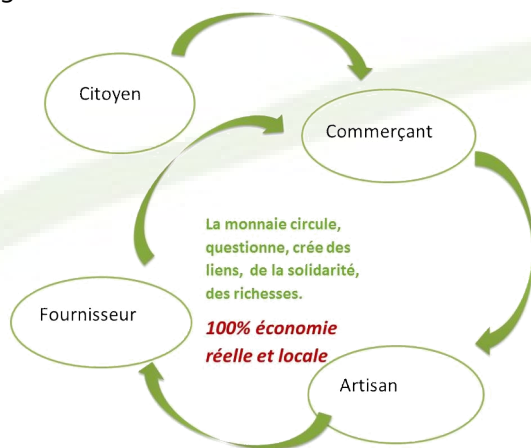 Citoyen
Commerçant
La monnaie circule,
questionne, crée des
liens, de la solidarité,
des richesses.
100% économie
réelle et locale
Fournisseur
Artisan